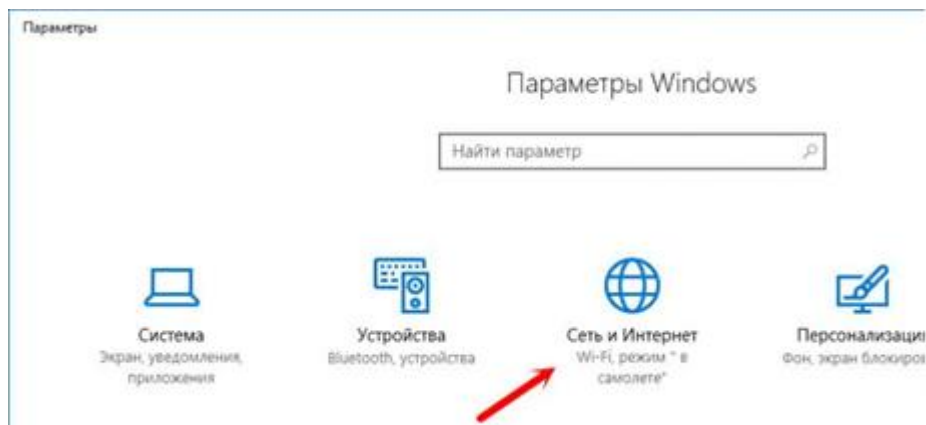 Параметры
Параметры Windows
Найти параметр
Система
Экран, уведомления,
приложения
Устройства
Bluetooth, устройства
Сеть и Интернет
Wi-Fi, режим " в
самолете"
Персонализаци
Фон, экран блокиров